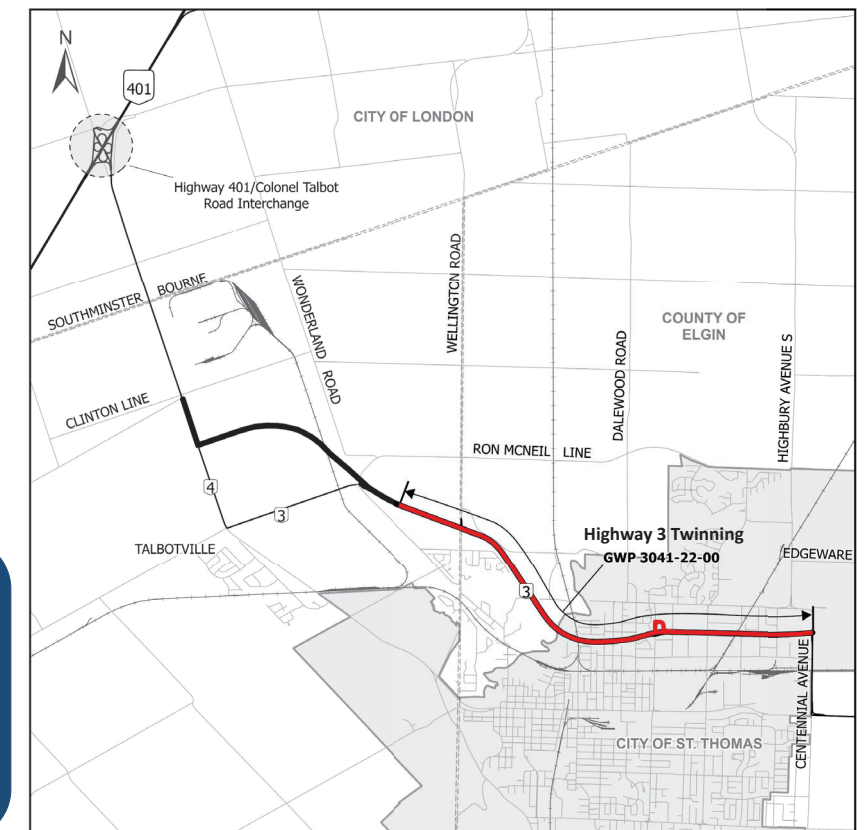 N
401
CITY OF LONDON
Highway 401/Colonel Talbot
Road Interchange
SOUTHMINSTER BOURNE
WONDERLAND ROAD
WELLINGTON ROAD
COUNTY OF
ELGIN
DALEWOOD ROAD
HIGHBURY AVENUE S
CLINTON LINE
RON MCNEIL LINE
4
3
TALBOTVILLE
Highway 3 Twinning
GWP 3041-22-00
EDGEWARE
3
CENTENNIAL AVENUE
CITY OF ST. THOMAS